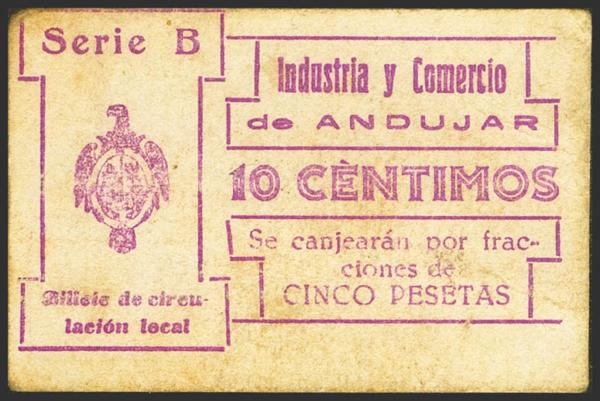 Serie B
Billete de circu-
lación local
Industria y Comercio
de ANDUJAR
10 CÈNTIMOS
Se canjearán por frac-
ciones de
CINCO PESETAS